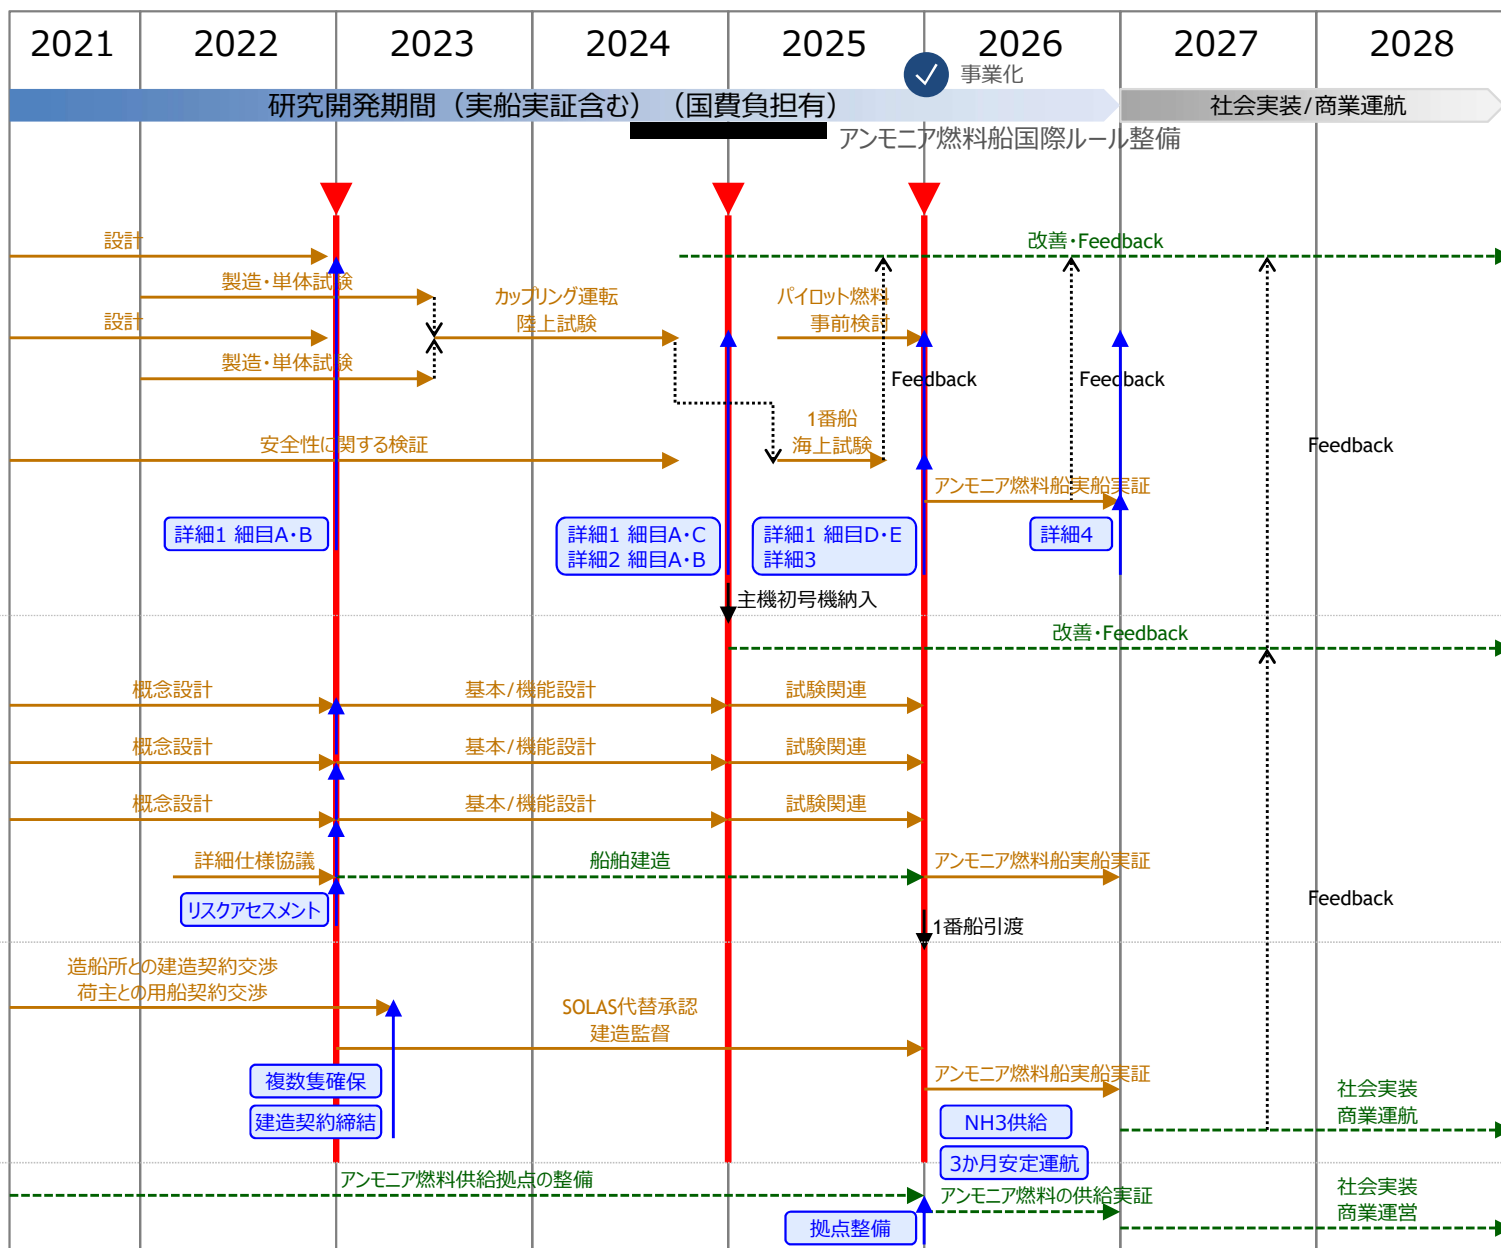 2021
2022
2023
2024
2025
2026
2027
2028
事業化
研究開発期間（実船実証含む）（国費負担有）
社会実装/商業運航
アンモニア燃料船国際ルール整備
設計
改善・Feedback
製造・単体試験
カップリング運転
陸上試験
パイロット燃料
事前検討
設計
製造・単体試験
Feedback
Feedback
Feedback
1番船
海上試験
安全性に関する検証
アンモニア燃料船実船実証
詳細1 細目A・B
詳細1 細目A・C
詳細2 細目A・B
詳細1 細目D・E
詳細3
詳細4
主機初号機納入
改善・Feedback
概念設計
基本/機能設計
試験関連
概念設計
基本/機能設計
試験関連
概念設計
基本/機能設計
試験関連
詳細仕様協議
船舶建造
アンモニア燃料船実船実証
リスクアセスメント
Feedback
1番船引渡
造船所との建造契約交渉
荷主との用船契約交渉
SOLAS代替承認
建造監督
複数隻確保
アンモニア燃料船実船実証
建造契約締結
NH3供給
社会実装
商業運航
3か月安定運航
アンモニア燃料供給拠点の整備
アンモニア燃料の供給実証
社会実装
商業運営
拠点整備